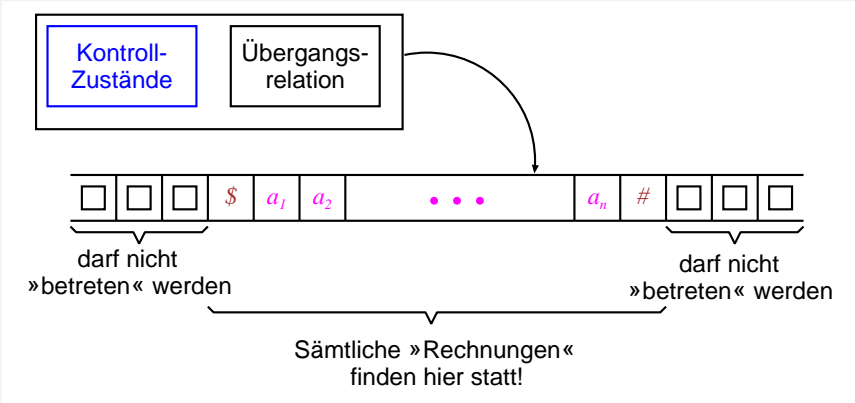 Kontroll-
Zustände
Übergangs-
relation
$ a₁ a₂ • • • aₙ #
darf nicht
»betreten« werden
darf nicht
»betreten« werden
Sämtliche »Rechnungen«
finden hier statt!